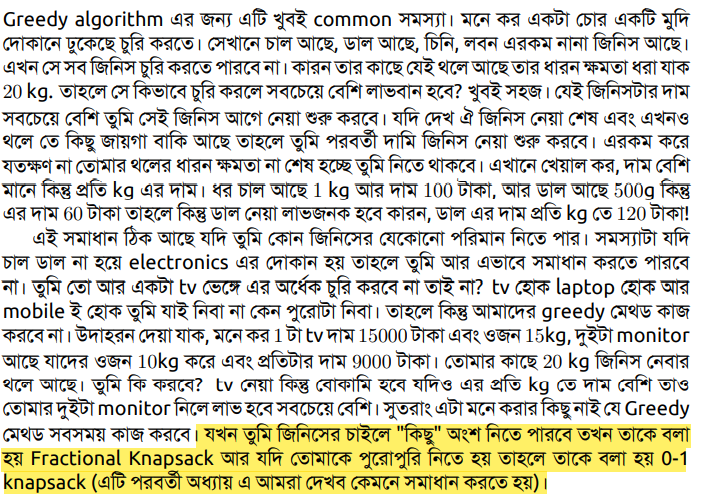 Greedy algorithm এর জন্য এটি খুবই common সমস্যা। মনে কর একটা চোর একটি মুদি
দোকানে ঢুকেছে চুরি করতে। সেখানে চাল আছে, ডাল আছে, চিনি, লবন এরকম নানা জিনিস আছে।
এখন সে সব জিনিস চুরি করতে পারবে না। কারন তার কাছে যেই থলে আছে তার ধারন ক্ষমতা ধরা যাক
20 kg. তাহলে সে কিভাবে চুরি করলে সবচেয়ে বেশি লাভবান হবে? খুবই সহজ। যেই জিনিসটার দাম
সবচেয়ে বেশি তুমি সেই জিনিস আগে নেয়া শুরু করবে। যদি দেখ ঐ জিনিস নেয়া শেষ এবং এখনও
থলে তে কিছু জায়গা বাকি আছে তাহলে তুমি পরবর্তী দামি জিনিস নেয়া শুরু করবে। এরকম করে
যতক্ষণ না তোমার থলের ধারন ক্ষমতা না শেষ হচ্ছে তুমি নিতে থাকবে। এখানে খেয়াল কর, দাম বেশি
মানে কিন্তু প্রতি kg এর দাম। ধর চাল আছে 1 kg আর দাম 100 টাকা, আর ডাল আছে 500g কিন্তু
এর দাম 60 টাকা তাহলে কিন্তু ডাল নেয়া লাভজনক হবে কারন, ডাল এর দাম প্রতি kg তে 120 টাকা!
এই সমাধান ঠিক আছে যদি তুমি কোন জিনিসের যেকোনো পরিমান নিতে পার। সমস্যাটা যদি
চাল ডাল না হয়ে electronics এর দোকান হয় তাহলে তুমি আর এভাবে সমাধান করতে পারবে
না। তুমি তো আর একটা tv ভেঙ্গে এর অর্ধেক চুরি করবে না তাই না? tv হোক laptop হোক আর
mobile ই হোক তুমি যাই নিবা না কেন পুরোটা নিবা। তাহলে কিন্তু আমাদের greedy মেথড কাজ
করবে না। উদাহরন দেয়া যাক, মনে কর 1 টা tv দাম 15000 টাকা এবং ওজন 15kg, দুইটা monitor
আছে যাদের ওজন 10kg করে এবং প্রতিটার দাম 9000 টাকা। তোমার কাছে 20 kg জিনিস নেবার
থলে আছে। তুমি কি করবে? tv নেয়া কিন্তু বোকামি হবে যদিও এর প্রতি kg তে দাম বেশি তাও
তোমার দুইটা monitor নিলে লাভ হবে সবচেয়ে বেশি। সুতরাং এটা মনে করার কিছু নাই যে Greedy
মেথড সবসময় কাজ করবে। যখন তুমি জিনিসের চাইলে "কিছু" অংশ নিতে পারবে তখন তাকে বলা
হয় Fractional Knapsack আর যদি তোমাকে পুরোপুরি নিতে হয় তাহলে তাকে বলা হয় 0-1
knapsack (এটি পরবর্তী অধ্যায় এ আমরা দেখব কেমনে সমাধান করতে হয়)।